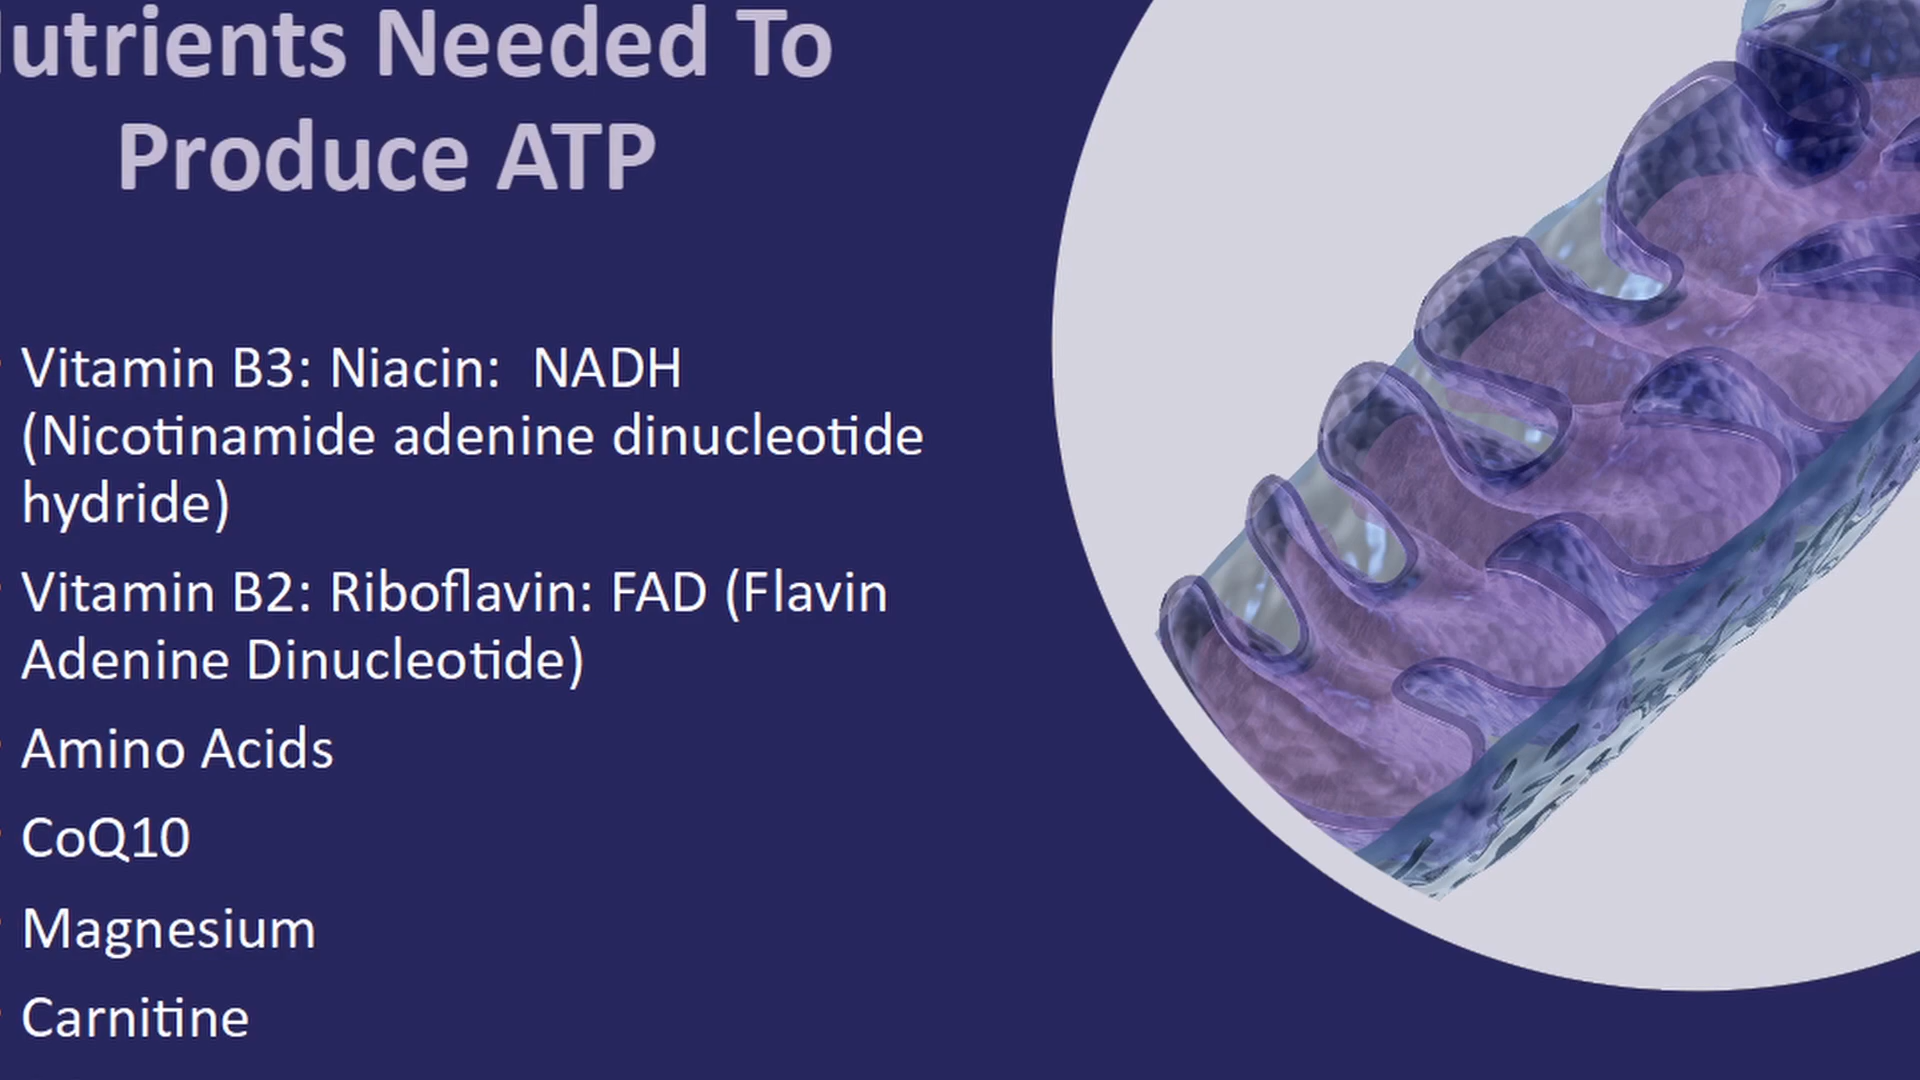 utrients Needed To
Produce ATP
Vitamin B3: Niacin: NADH
(Nicotinamide adenine dinucleotide
hydride)
Vitamin B2: Riboflavin: FAD (Flavin
Adenine Dinucleotide)
Amino Acids
CoQ10
Magnesium
Carnitine